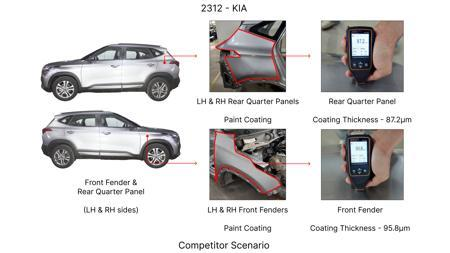 2312 - KIA
LH & RH Rear Quarter Panels
Paint Coating
Rear Quarter Panel
Coating Thickness - 87.2µm
Front Fender &
Rear Quarter Panel
(LH & RH sides)
LH & RH Front Fenders
Paint Coating
Front Fender
Coating Thickness - 95.8µm
Competitor Scenario